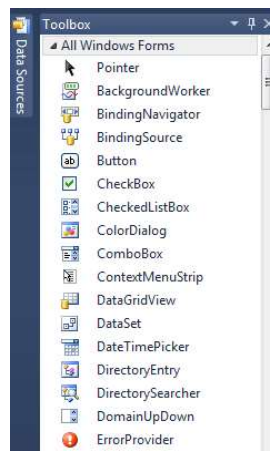 Data Sources
Toolbox
All Windows Forms
Pointer
BackgroundWorker
BindingNavigator
BindingSource
ab Button
CheckBox
CheckedListBox
ColorDialog
ComboBox
ContextMenuStrip
DataGridView
DataSet
DateTimePicker
DirectoryEntry
DirectorySearcher
DomainUpDown
ErrorProvider